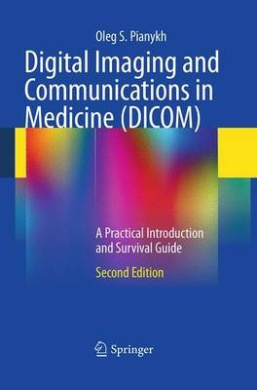 Oleg S. Pianykh
Digital Imaging and
Communications in
Medicine (DICOM)
A Practical Introduction
and Survival Guide
Second Edition
Springer